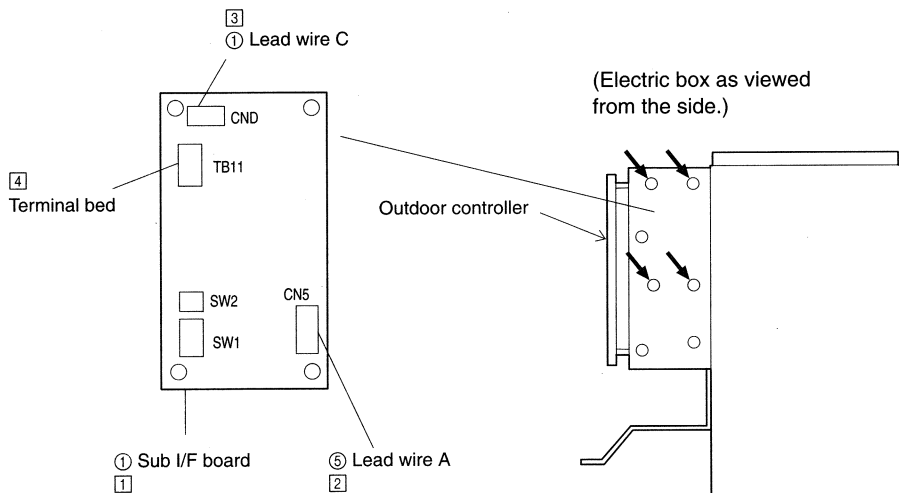 3
① Lead wire C
CND
TB11
4
Terminal bed
SW2
SW1
CN5
① Sub I/F board
1
⑤ Lead wire A
2
(Electric box as viewed
from the side.)
Outdoor controller